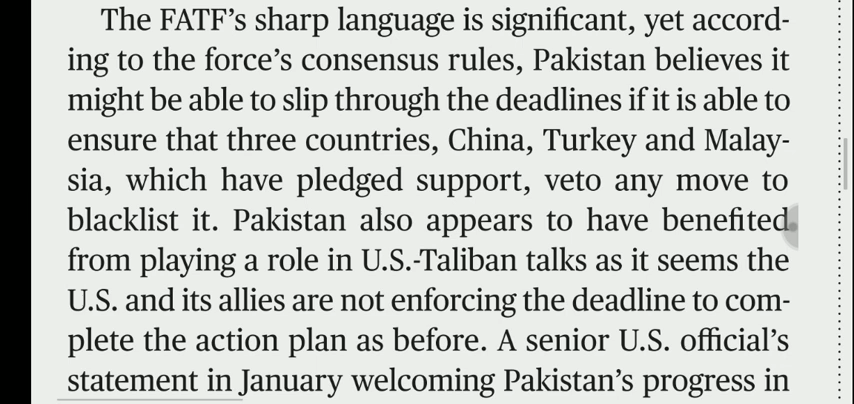 The FATF's sharp language is significant, yet accord-
ing to the force's consensus rules, Pakistan believes it
might be able to slip through the deadlines if it is able to
ensure that three countries, China, Turkey and Malay-
sia, which have pledged support, veto any move to
blacklist it. Pakistan also appears to have benefited
from playing a role in U.S.-Taliban talks as it seems the
U.S. and its allies are not enforcing the deadline to com-
plete the action plan as before. A senior U.S. official's
statement in January welcoming Pakistan's progress in